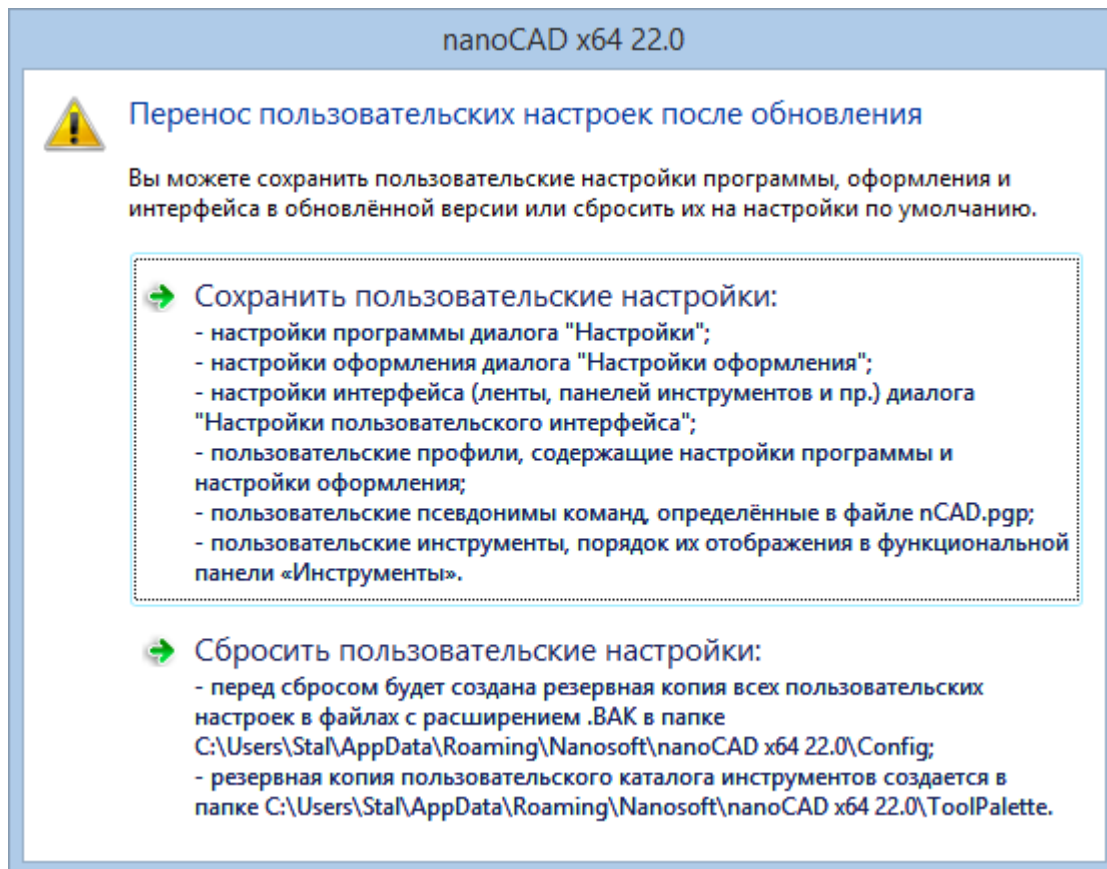 nanoCAD x64 22.0
Перенос пользовательских настроек после обновления
Вы можете сохранить пользовательские настройки программы, оформления и
интерфейса в обновлённой версии или сбросить их на настройки по умолчанию.
Сохранить пользовательские настройки:
- настройки программы диалога "Настройки";
- настройки оформления диалога "Настройки оформления";
- настройки интерфейса (ленты, панелей инструментов и пр.) диалога
"Настройки пользовательского интерфейса";
- пользовательские профили, содержащие настройки программы и
настройки оформления;
- пользовательские псевдонимы команд, определённые в файле nCAD.pgp;
- пользовательские инструменты, порядок их отображения в функциональной
панели «Инструменты».
Сбросить пользовательские настройки:
- перед сбросом будет создана резервная копия всех пользовательских
настроек в файлах с расширением .BAK в папке
C:\Users\Stal\AppData\Roaming\Nanosoft\nanoCAD x64 22.0\Config;
- резервная копия пользовательского каталога инструментов создается в
папке C:\Users\Stal\AppData\Roaming\Nanosoft\nanoCAD x64 22.0\ToolPalette.